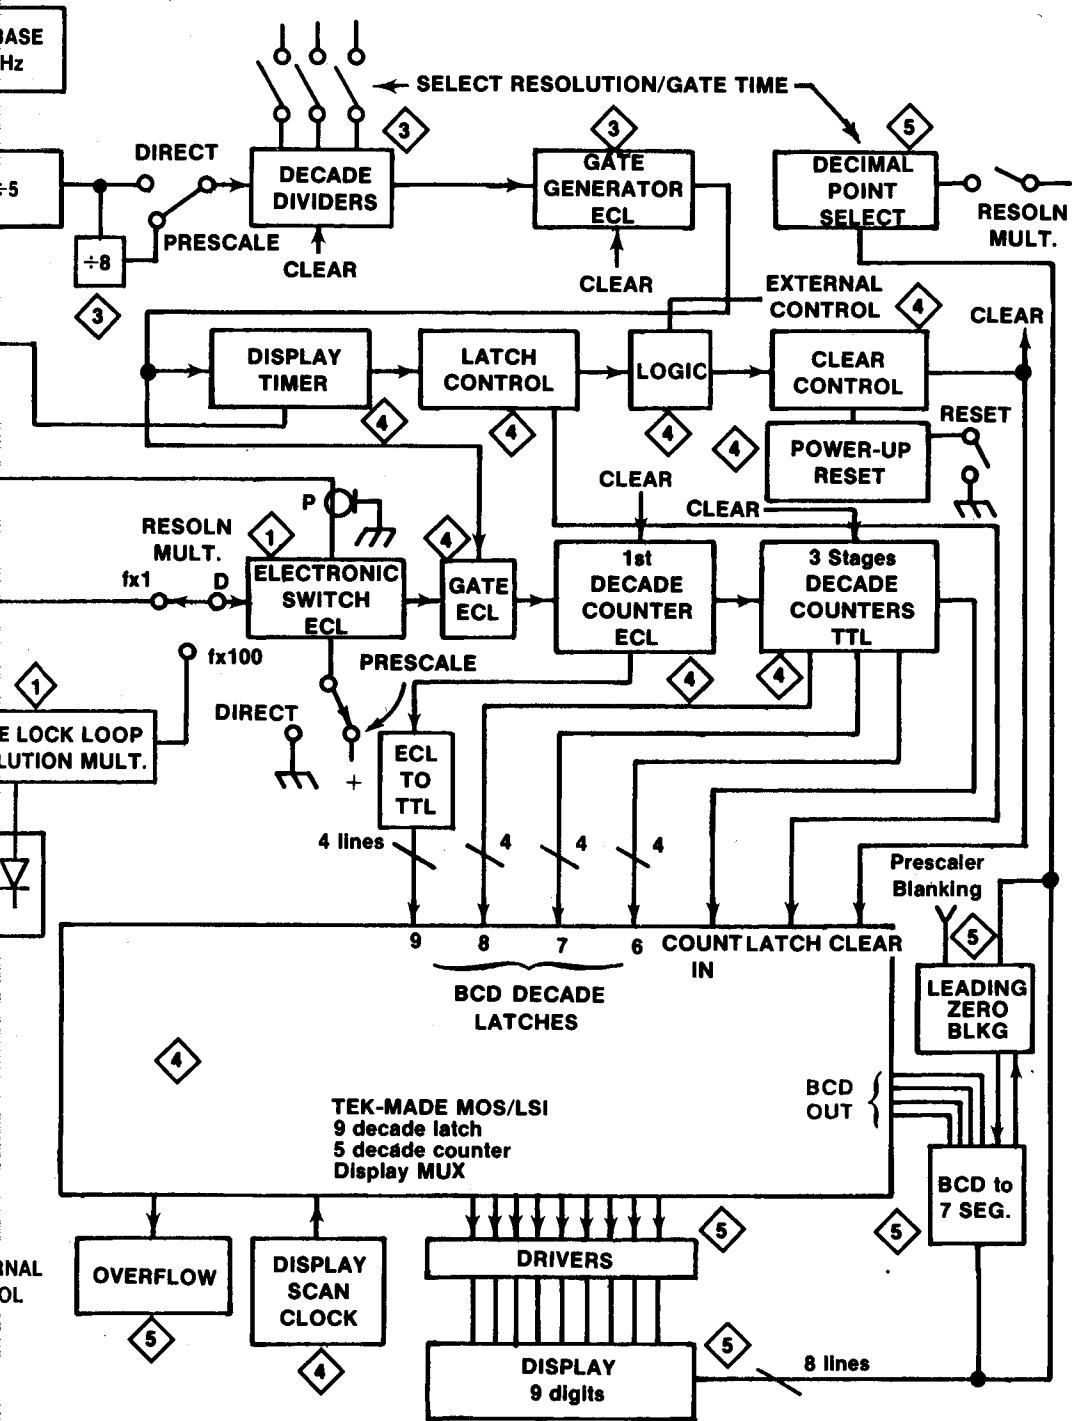 BASE
Hz
SELECT RESOLUTION/GATE TIME
3
3
5
DIRECT
÷5
DECADE
DIVIDERS
GATE
GENERATOR
ECL
DECIMAL
POINT
SELECT
RESOLN
MULT.
PRESCALE
÷8
CLEAR
CLEAR
3
EXTERNAL
CONTROL
4
CLEAR
DISPLAY
TIMER
LATCH
CONTROL
LOGIC
CLEAR
CONTROL
4
4
4
4
RESET
POWER-UP
RESET
CLEAR
CLEAR
P
RESOLN
MULT.
1
4
fx1
D
ELECTRONIC
SWITCH
ECL
GATE
ECL
1st
DECADE
COUNTER
ECL
3 Stages
DECADE
COUNTERS
TTL
fx100
PRESCALE
4
4
1
DIRECT
E LOCK LOOP
LUTION MULT.
+
ECL
TO
TTL
4 lines
4
4
4
Prescaler
Blanking
5
9
8
7
6
COUNT LATCH CLEAR
IN
BCD DECADE
LATCHES
LEADING
ZERO
BLKG
4
BCD
OUT
TEK-MADE MOS/LSI
9 decade latch
5 decade counter
Display MUX
BCD to
7 SEG.
5
5
OVERFLOW
DISPLAY
SCAN
CLOCK
DRIVERS
RNAL
OL
5
4
5
DISPLAY
9 digits
8 lines